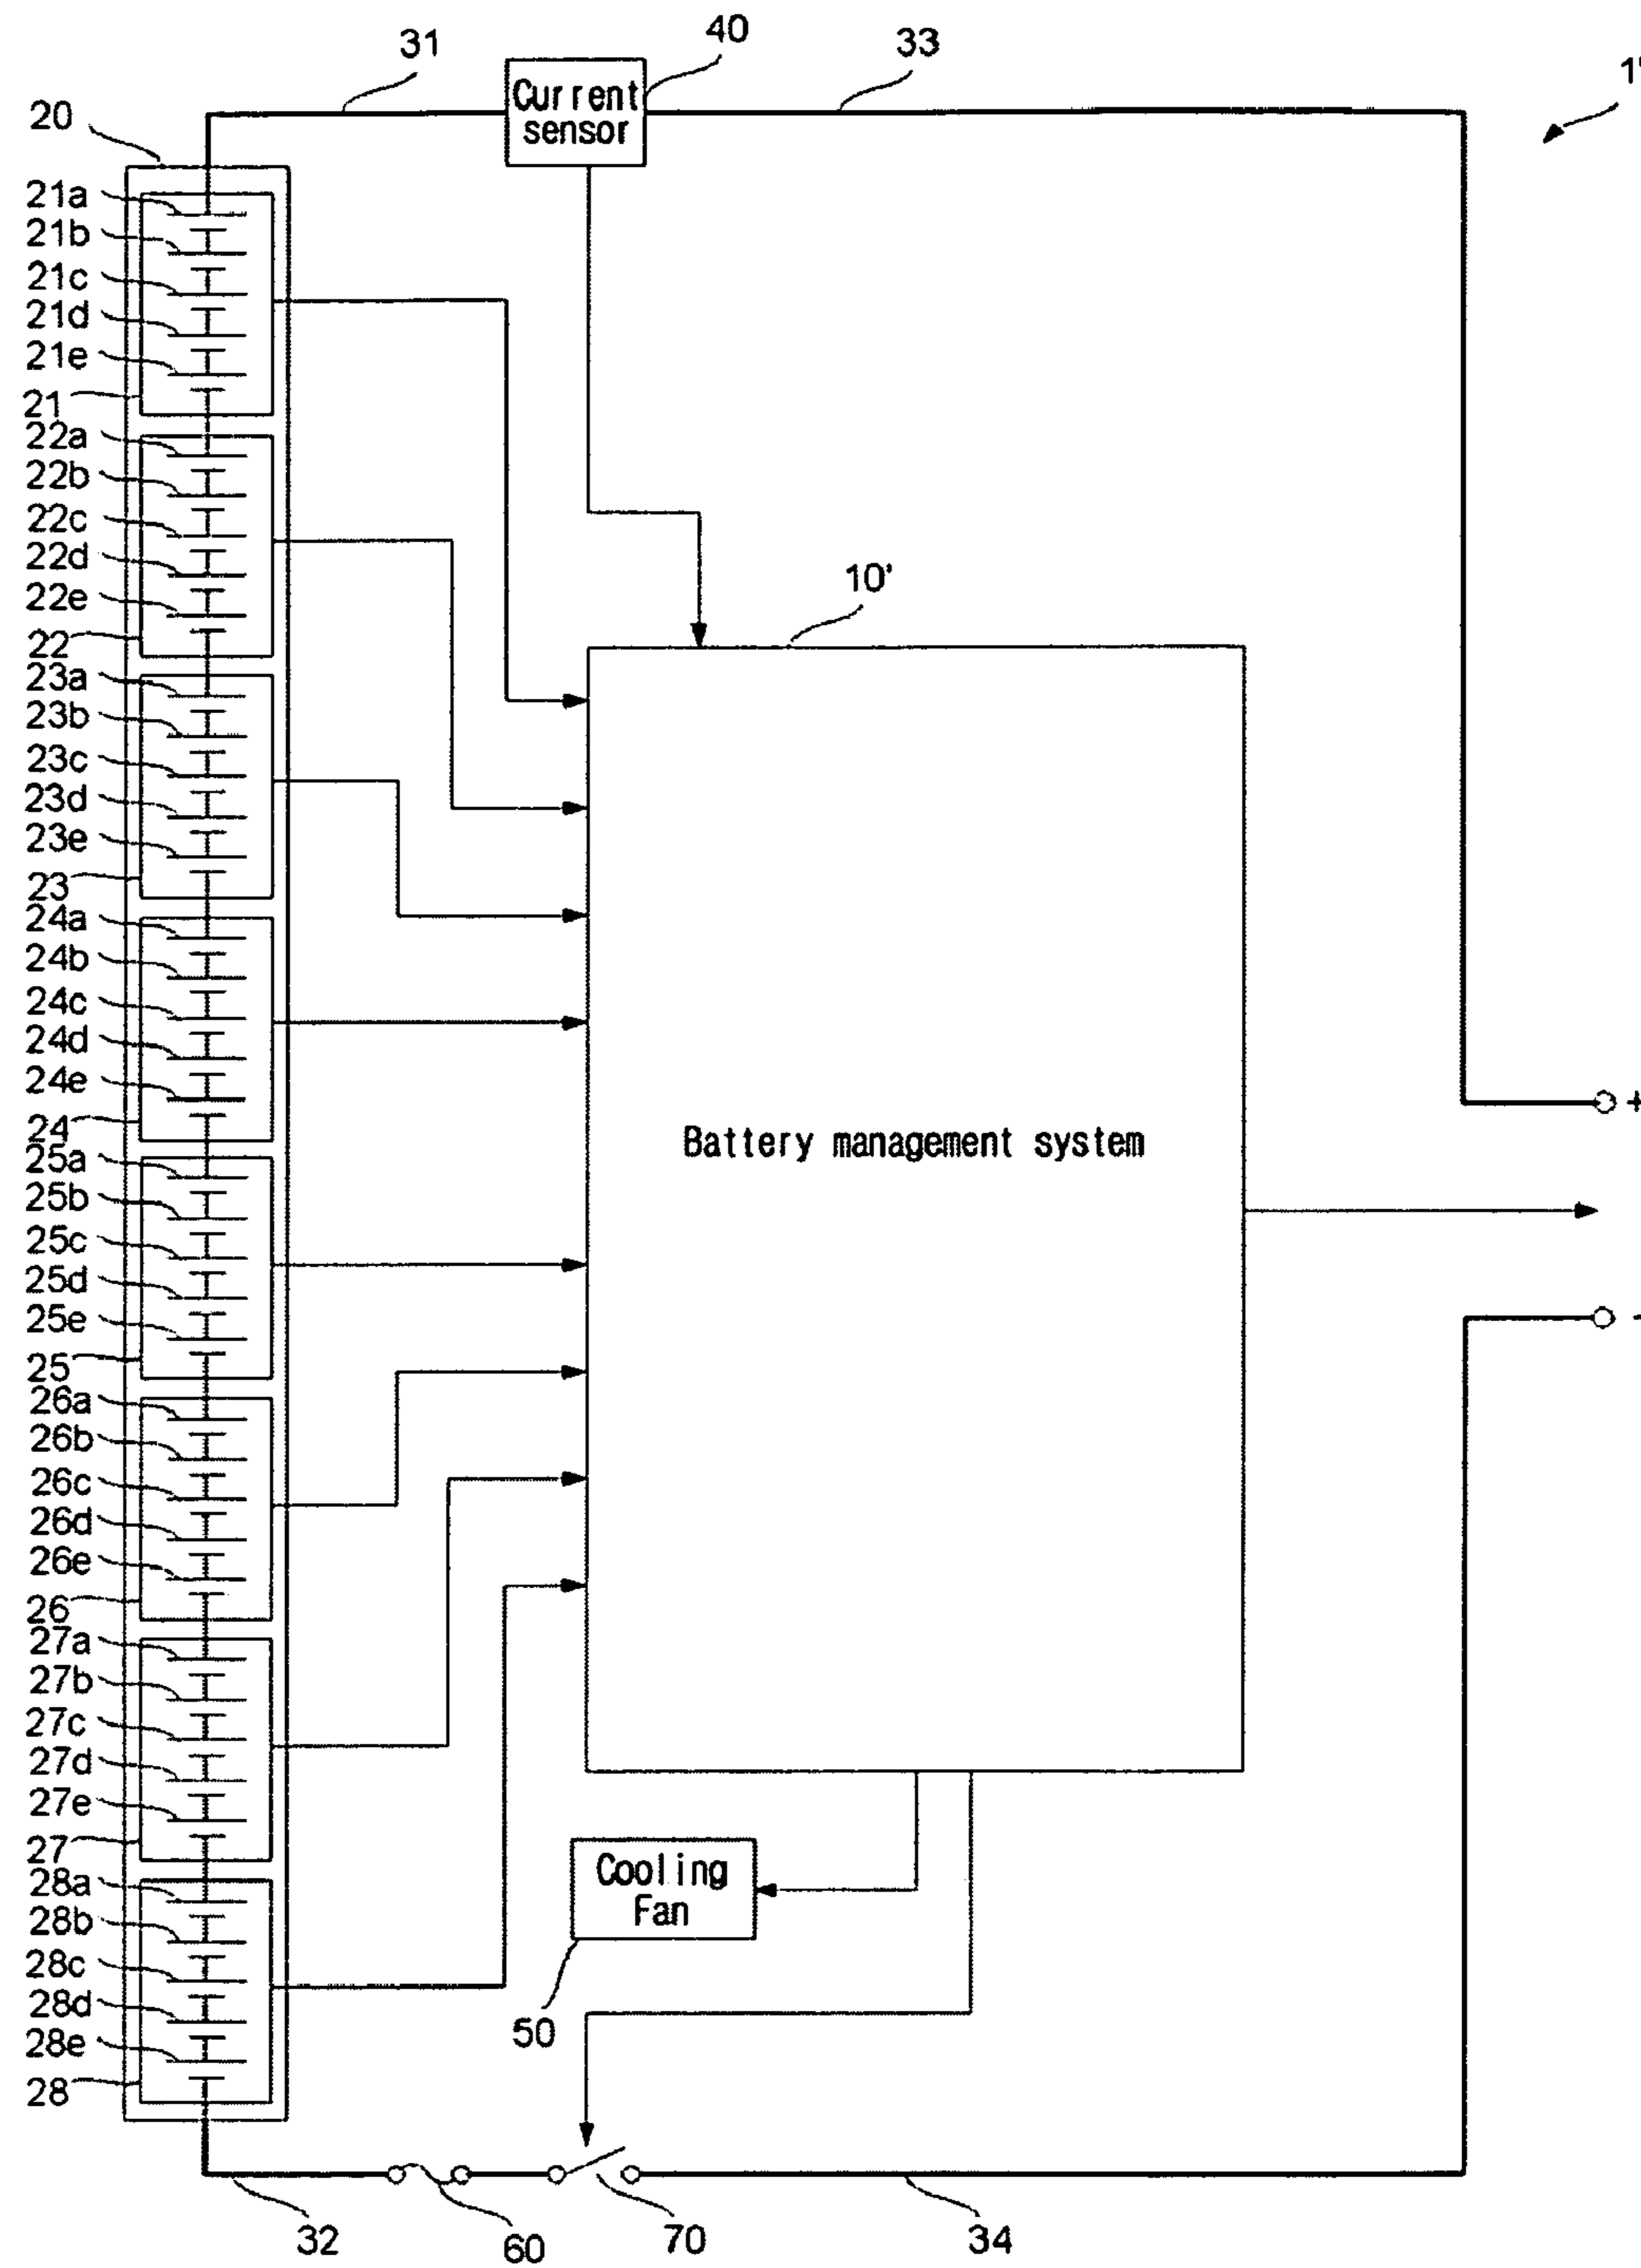 31
40
33
1'
20
Current
sensor
21a
21b
21c
21d
21e
21
22a
22b
22c
22d
22e
22
10'
23a
23b
23c
23d
23e
23
24a
24b
24c
24d
24e
24
+
Battery management system
25a
25b
25c
25d
25e
25
-
26a
26b
26c
26d
26e
26
27a
27b
27c
27d
27e
27
Cooling
Fan
28a
28b
28c
28d
28e
28
50
32
60
70
34